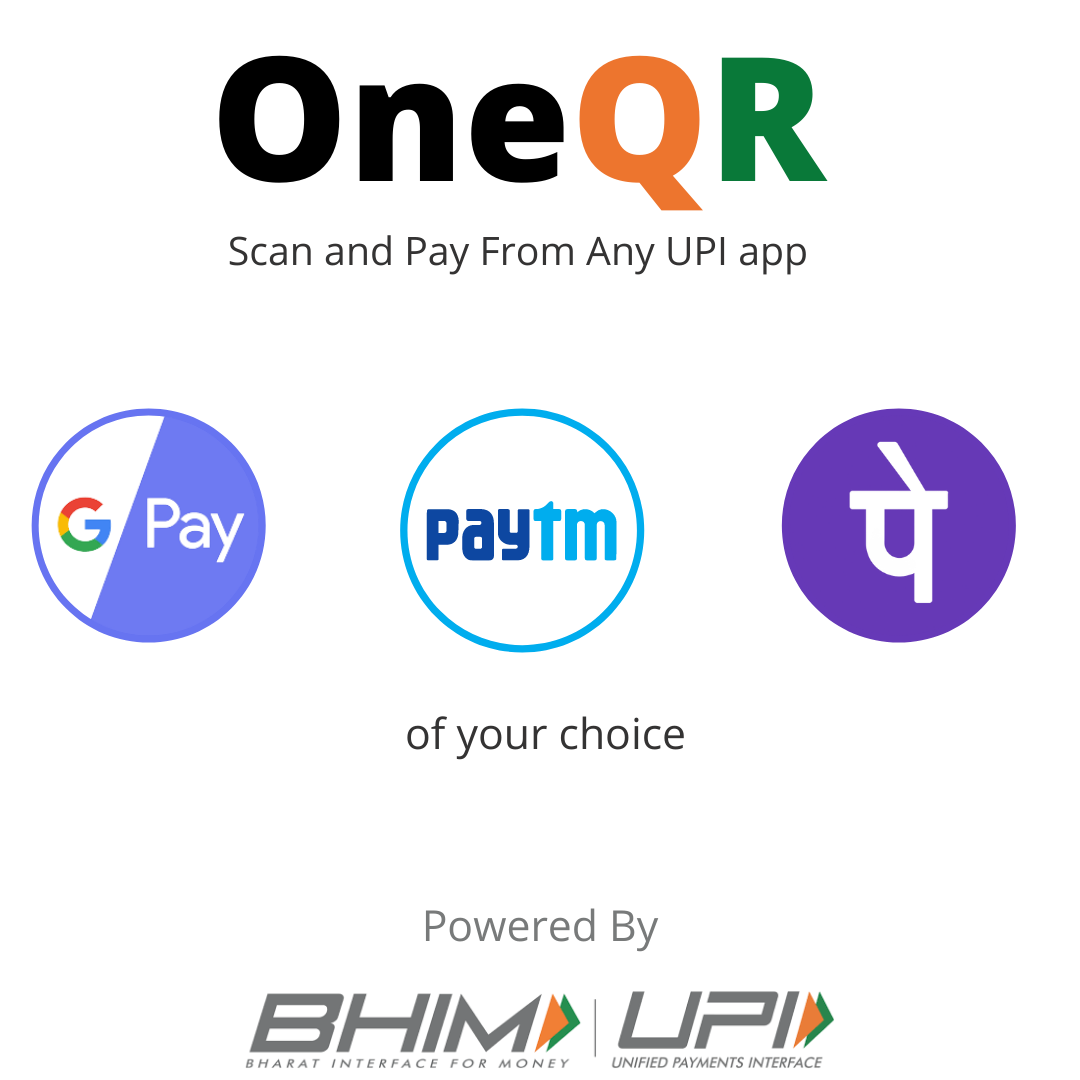 OneQR
Scan and Pay From Any UPI app
G Pay
paytm
पे
of your choice
Powered By
BHIM UPI
BHARAT INTERFACE FOR MONEY UNIFIED PAYMENTS INTERFACE